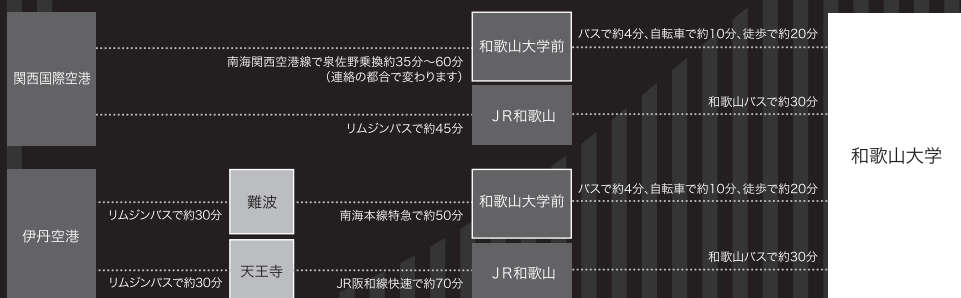 関西国際空港
南海関西空港線で泉佐野乗換約35分〜60分
（連絡の都合で変わります）
和歌山大学前
バスで約4分、自転車で約10分、徒歩で約20分
リムジンバスで約45分
JR和歌山
和歌山バスで約30分
和歌山大学
伊丹空港
リムジンバスで約30分
難波
南海本線特急で約50分
和歌山大学前
バスで約4分、自転車で約10分、徒歩で約20分
リムジンバスで約30分
天王寺
JR阪和線快速で約70分
JR和歌山
和歌山バスで約30分